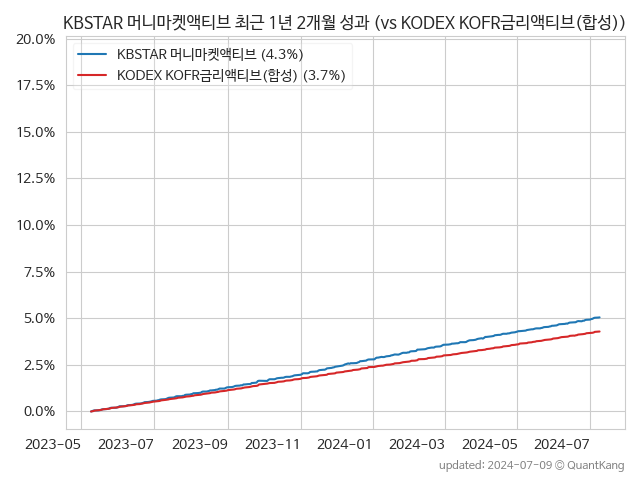 KBSTAR 머니마켓액티브 최근 1년 2개월 성과 (vs KODEX KOFR금리액티브(합성))
KBSTAR 머니마켓액티브 (4.3%)
KODEX KOFR금리액티브(합성) (3.7%)
20.0%
17.5%
15.0%
12.5%
10.0%
7.5%
5.0%
2.5%
0.0%
2023-05 2023-07 2023-09 2023-11 2024-01 2024-03 2024-05 2024-07
updated: 2024-07-09 © QuantKang